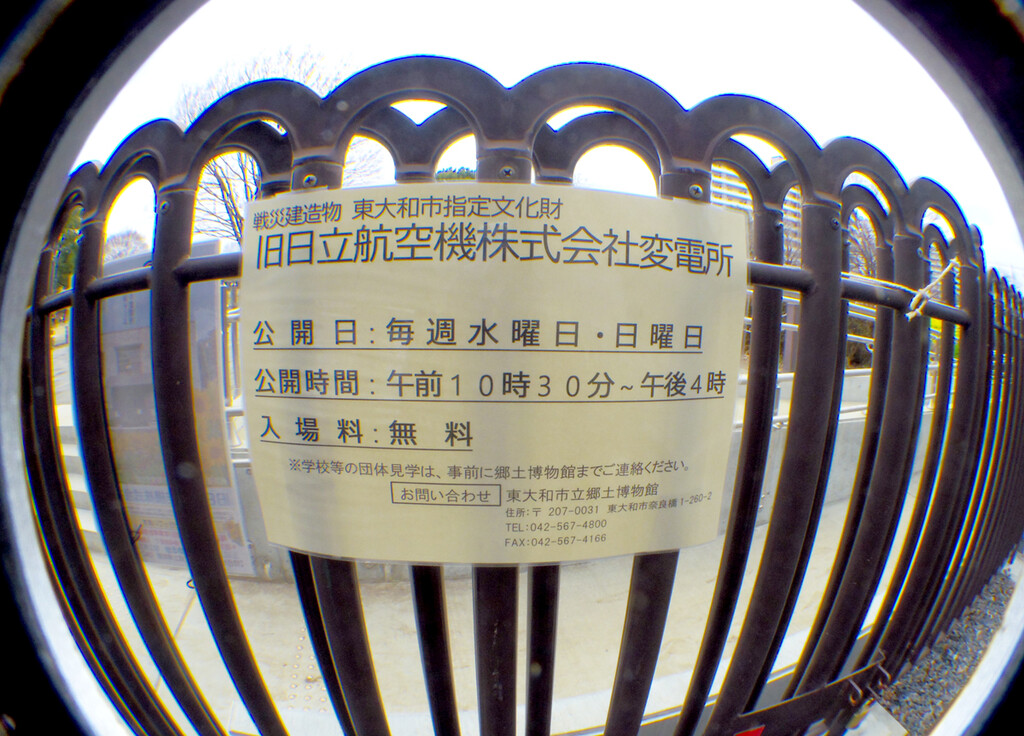 戦災建造物 東大和市指定文化財
旧日立航空機株式会社変電所
公開日：毎週水曜日・日曜日
公開時間：午前１０時３０分～午後４時
入場料：無料
※学校等の団体見学は、事前に郷土博物館までご連絡ください。
お問い合わせ 東大和市立郷土博物館
住所：〒 207-0031 東大和市奈良橋 1-260-2
TEL：042-567-4800
FAX：042-567-4166